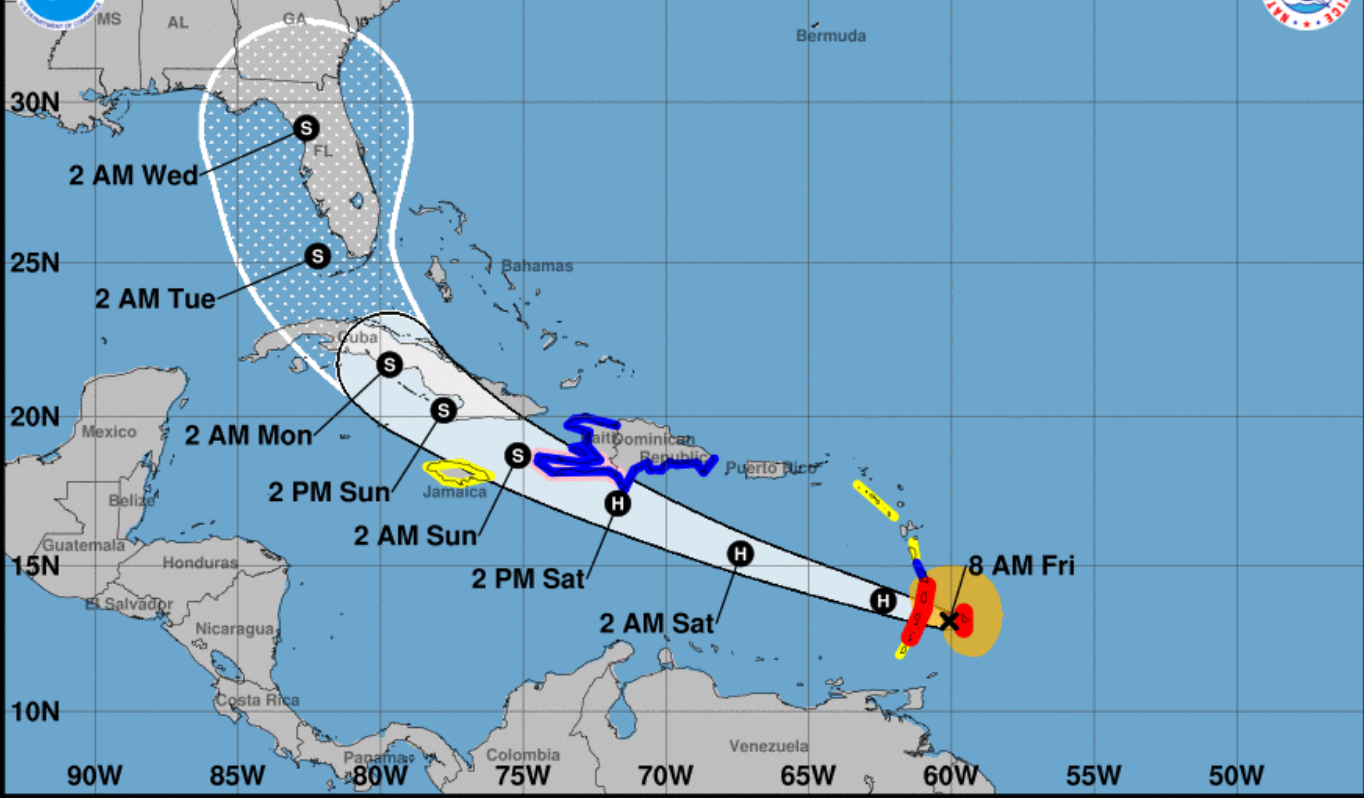 U.S. DEPARTMENT OF COMMERCE
MS
AL
GA
Bermuda
30N
S
FL
2 AM Wed
25N
S
Bahamas
2 AM Tue
Cuba
S
20N
S
Mexico
2 AM Mon
Haiti
Dominican
Republic
Puerto Rico
S
Jamaica
2 PM Sun
Belize
H
2 AM Sun
Guatemala
H
15N
Honduras
8 AM Fri
2 PM Sat
El Salvador
H
2 AM Sat
Nicaragua
10N
Costa Rica
Panama
Colombia
Venezuela
90W
85W
80W
75W
70W
65W
60W
55W
50W